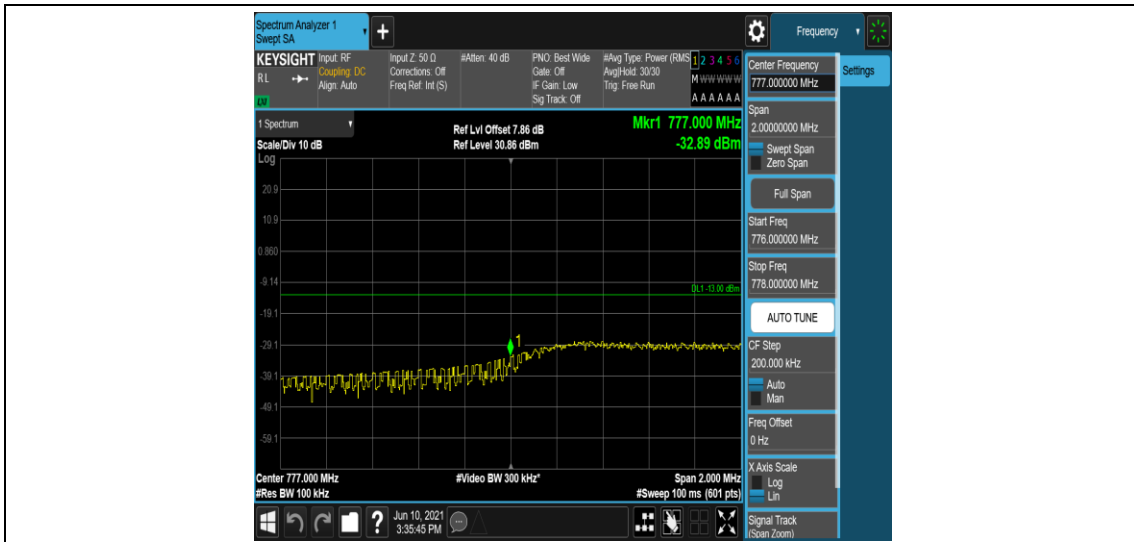 Spectrum Analyzer 1
Swept SA
Frequency
KEYSIGHT
RL
LW
Input: RF
Coupling: DC
Align: Auto
Input Z: 50 Ω
Corrections: Off
Freq Ref: Int (S)
#Atten: 40 dB
PNO: Best Wide
Gate: Off
IF Gain: Low
Sig Track: Off
#Avg Type: Power (RMS
Avg|Hold: 30/30
Trig: Free Run
1 2 3 4 5 6
M W W W W W
A A A A A A
1 Spectrum
Scale/Div 10 dB
Ref Lvl Offset 7.86 dB
Ref Level 30.86 dBm
Mkr1 777.000 MHz
-32.89 dBm
Log
20.9
10.9
0.860
-9.14
DL1 -13.00 dBm
-19.1
-29.1
1
-39.1
-49.1
-59.1
Center 777.000 MHz
#Res BW 100 kHz
#Video BW 300 kHz*
Span 2.000 MHz
#Sweep 100 ms (601 pts)
?
Jun 10, 2021
3:35:45 PM
Center Frequency
777.000000 MHz
Settings
Span
2.00000000 MHz
Swept Span
Zero Span
Full Span
Start Freq
776.000000 MHz
Stop Freq
778.000000 MHz
AUTO TUNE
CF Step
200.000 kHz
Auto
Man
Freq Offset
0 Hz
X Axis Scale
Log
Lin
Signal Track
(Span Zoom)